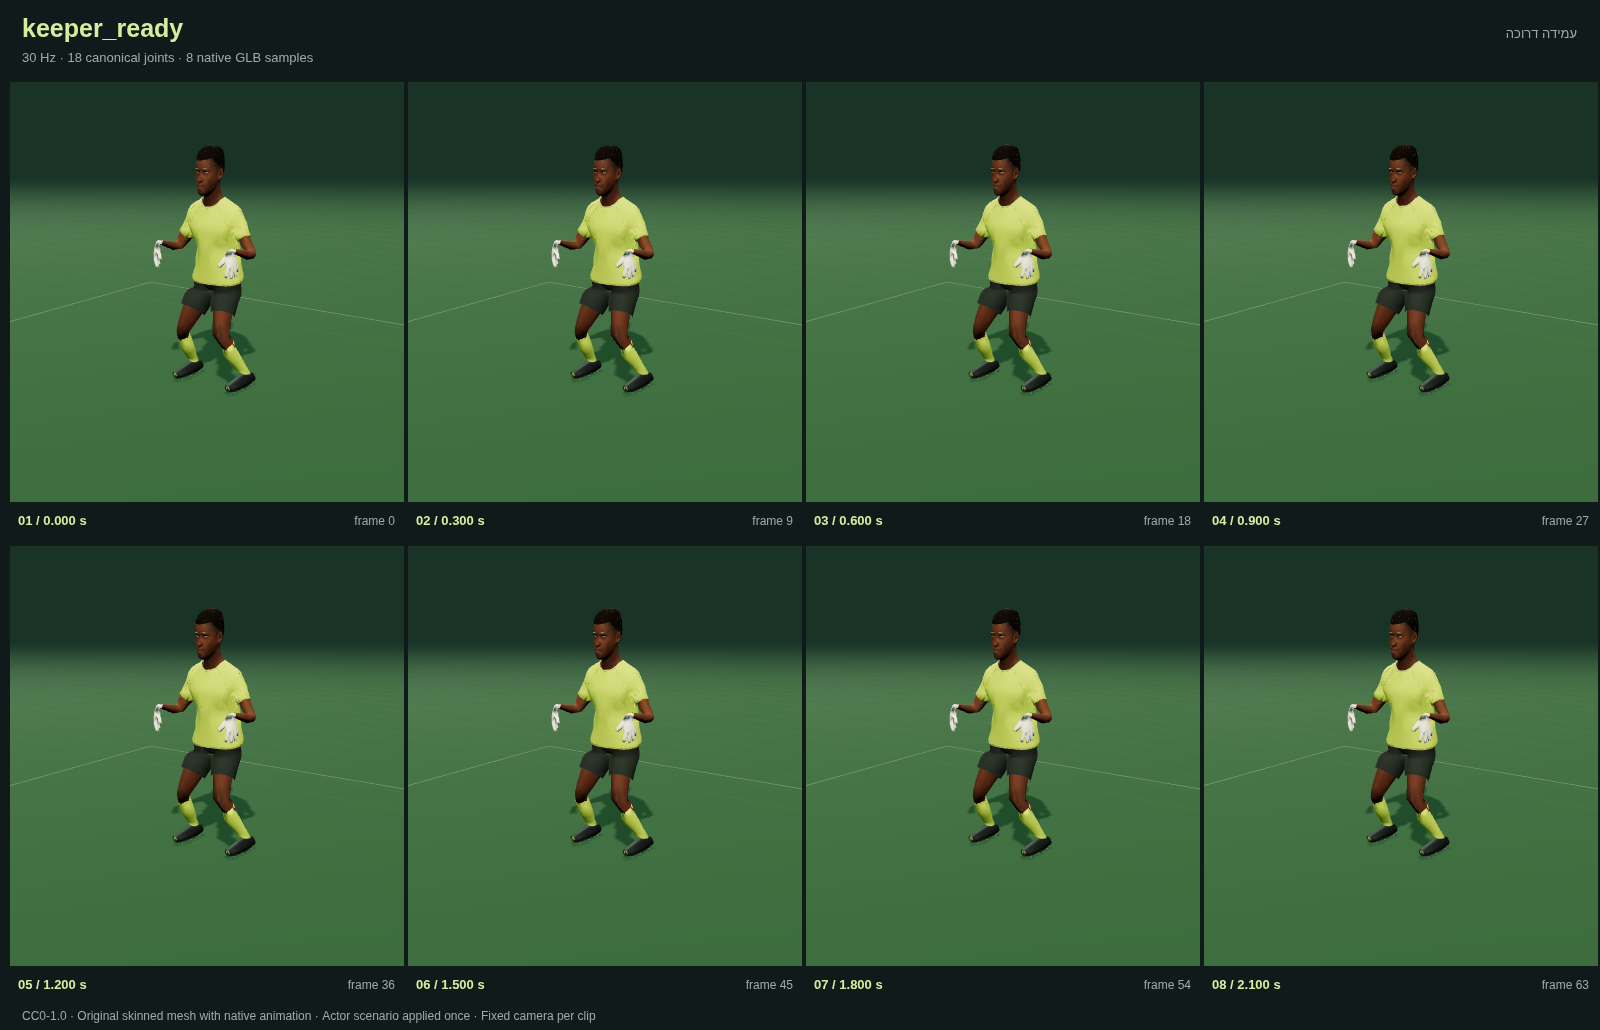 keeper_ready
עמידה דרוכה
30 Hz · 18 canonical joints · 8 native GLB samples
01 / 0.000 s frame 0
02 / 0.300 s frame 9
03 / 0.600 s frame 18
04 / 0.900 s frame 27
05 / 1.200 s frame 36
06 / 1.500 s frame 45
07 / 1.800 s frame 54
08 / 2.100 s frame 63
CC0-1.0 · Original skinned mesh with native animation · Actor scenario applied once · Fixed camera per clip